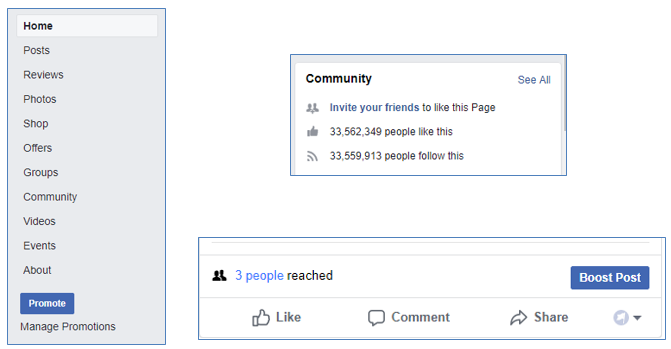 Home
Posts
Reviews
Photos
Shop
Offers
Groups
Community
Videos
Events
About
Promote
Manage Promotions
Community See All
Invite your friends to like this Page
33,562,349 people like this
33,559,913 people follow this
3 people reached Boost Post
Like Comment Share